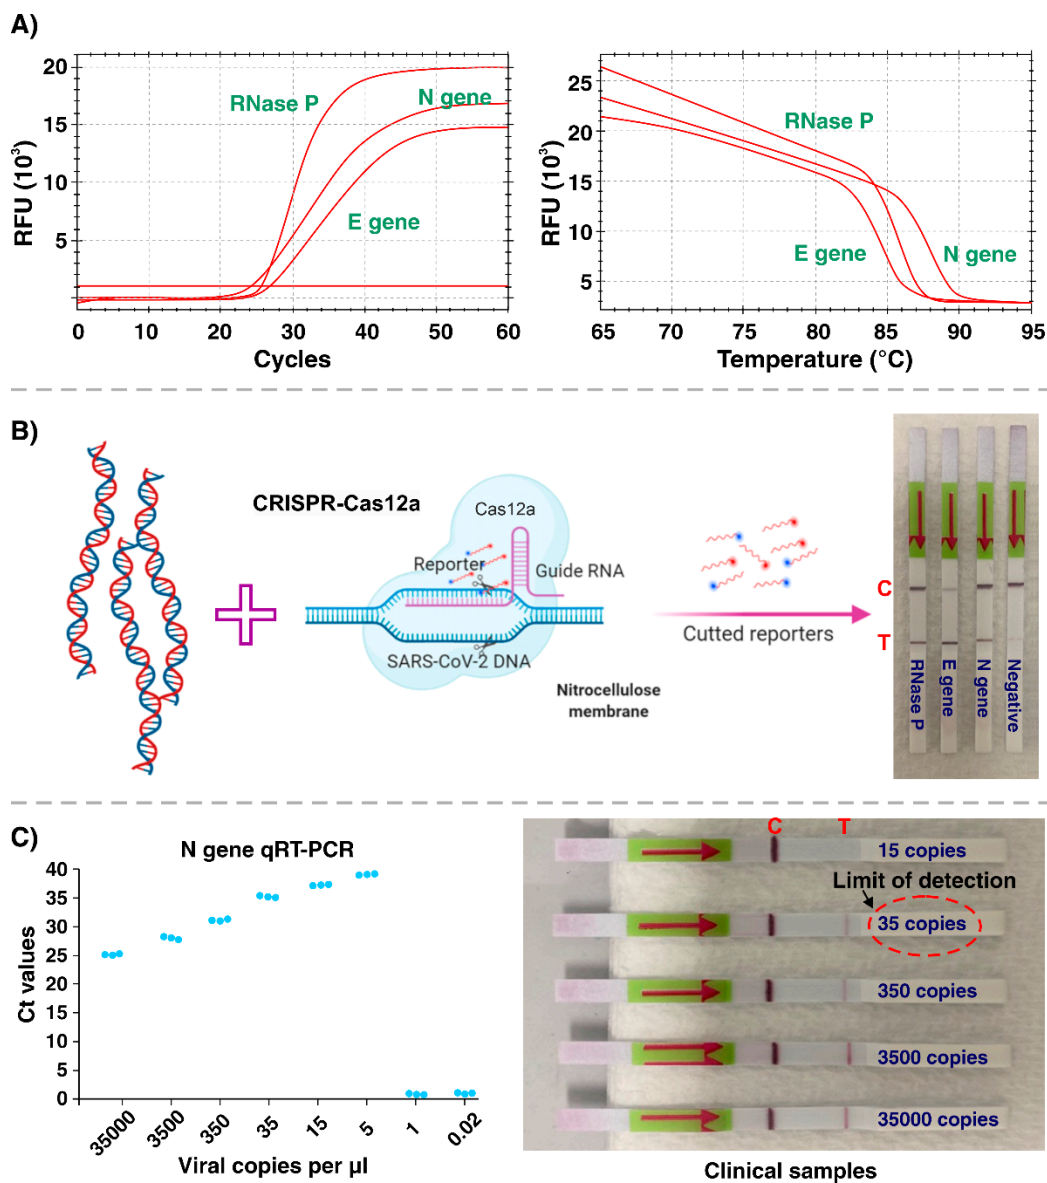 A)
20
15
10
5
RFU (10³)
RNase P
N gene
E gene
0 10 20 30 40 50 60
Cycles
25
20
15
10
5
RFU (10³)
RNase P
E gene
N gene
65 70 75 80 85 90 95
Temperature (°C)
B)
CRISPR-Cas12a
Cas12a
Reporter
Guide RNA
SARS-CoV-2 DNA
Nitrocellulose
membrane
Cutted reporters
C
T
RNase P
E gene
N gene
Negative
C)
N gene qRT-PCR
40
35
30
25
20
15
10
5
0
Ct values
35000 3500 350 35 15 5 1 0.02
Viral copies per µl
C T
15 copies
Limit of detection
35 copies
350 copies
3500 copies
35000 copies
Clinical samples